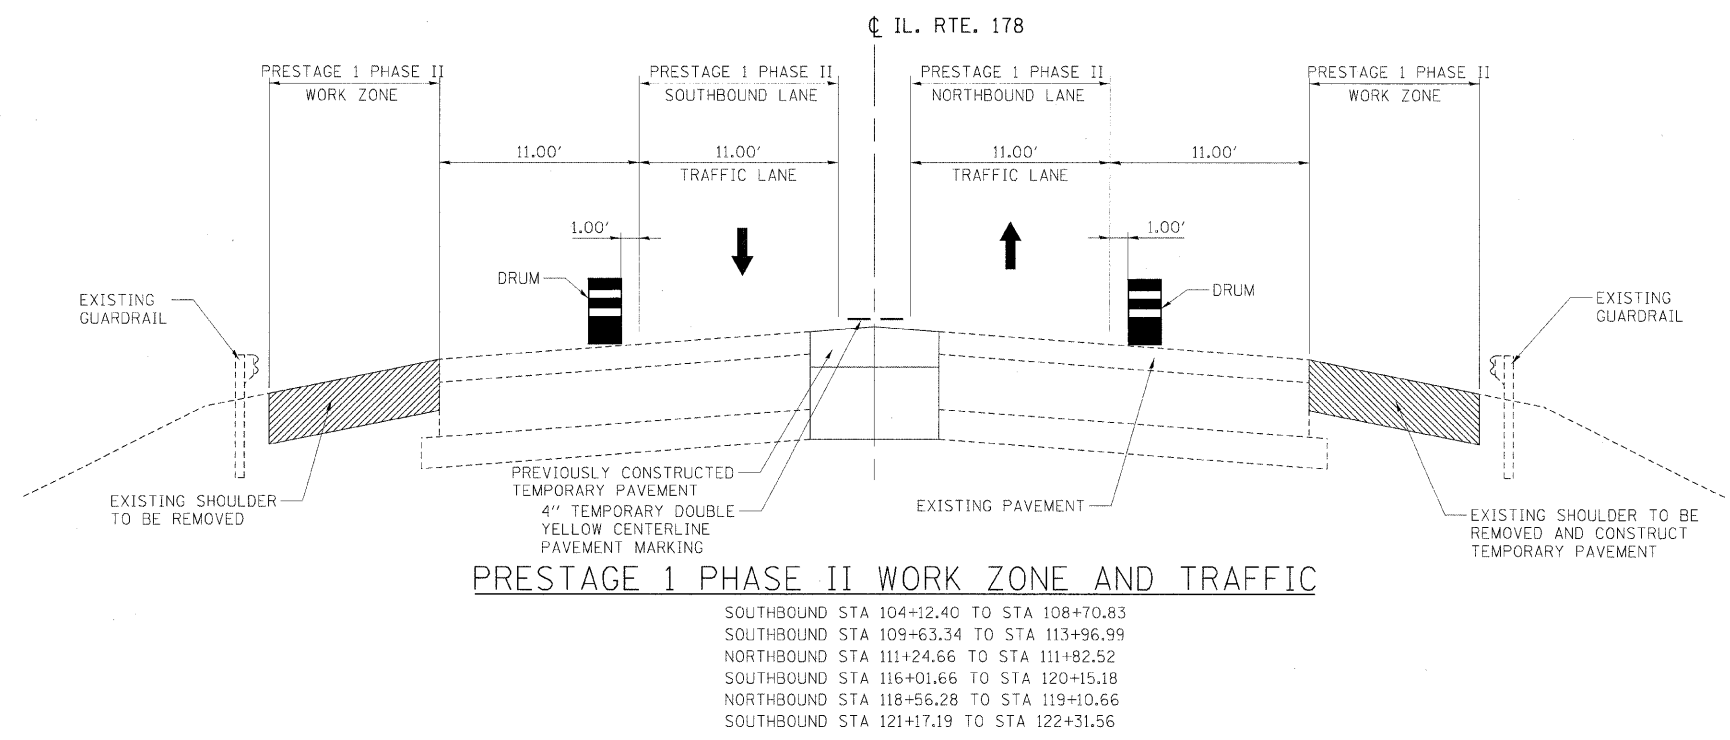 ℄ IL. RTE. 178
PRESTAGE 1 PHASE II
WORK ZONE
PRESTAGE 1 PHASE II
SOUTHBOUND LANE
PRESTAGE 1 PHASE II
NORTHBOUND LANE
PRESTAGE 1 PHASE II
WORK ZONE
11.00'
11.00'
TRAFFIC LANE
11.00'
TRAFFIC LANE
11.00'
1.00'
1.00'
DRUM
DRUM
EXISTING
GUARDRAIL
EXISTING
GUARDRAIL
EXISTING SHOULDER
TO BE REMOVED
PREVIOUSLY CONSTRUCTED
TEMPORARY PAVEMENT
4" TEMPORARY DOUBLE
YELLOW CENTERLINE
PAVEMENT MARKING
EXISTING PAVEMENT
EXISTING SHOULDER TO BE
REMOVED AND CONSTRUCT
TEMPORARY PAVEMENT
PRESTAGE 1 PHASE II WORK ZONE AND TRAFFIC
SOUTHBOUND STA 104+12.40 TO STA 108+70.83
SOUTHBOUND STA 109+63.34 TO STA 113+96.99
NORTHBOUND STA 111+24.66 TO STA 111+82.52
SOUTHBOUND STA 116+01.66 TO STA 120+15.18
NORTHBOUND STA 118+56.28 TO STA 119+10.66
SOUTHBOUND STA 121+17.19 TO STA 122+31.56